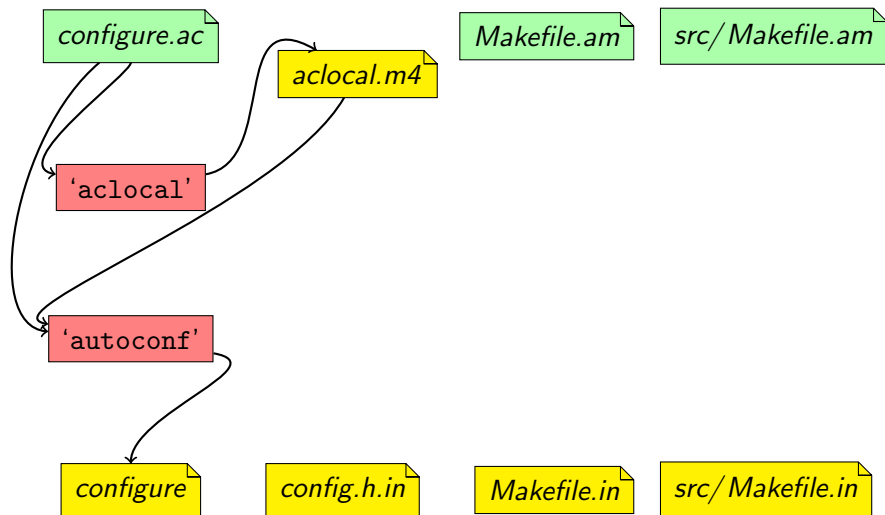 configure.ac
aclocal.m4
Makefile.am
src/Makefile.am
‘aclocal’
‘autoconf’
configure
config.h.in
Makefile.in
src/Makefile.in